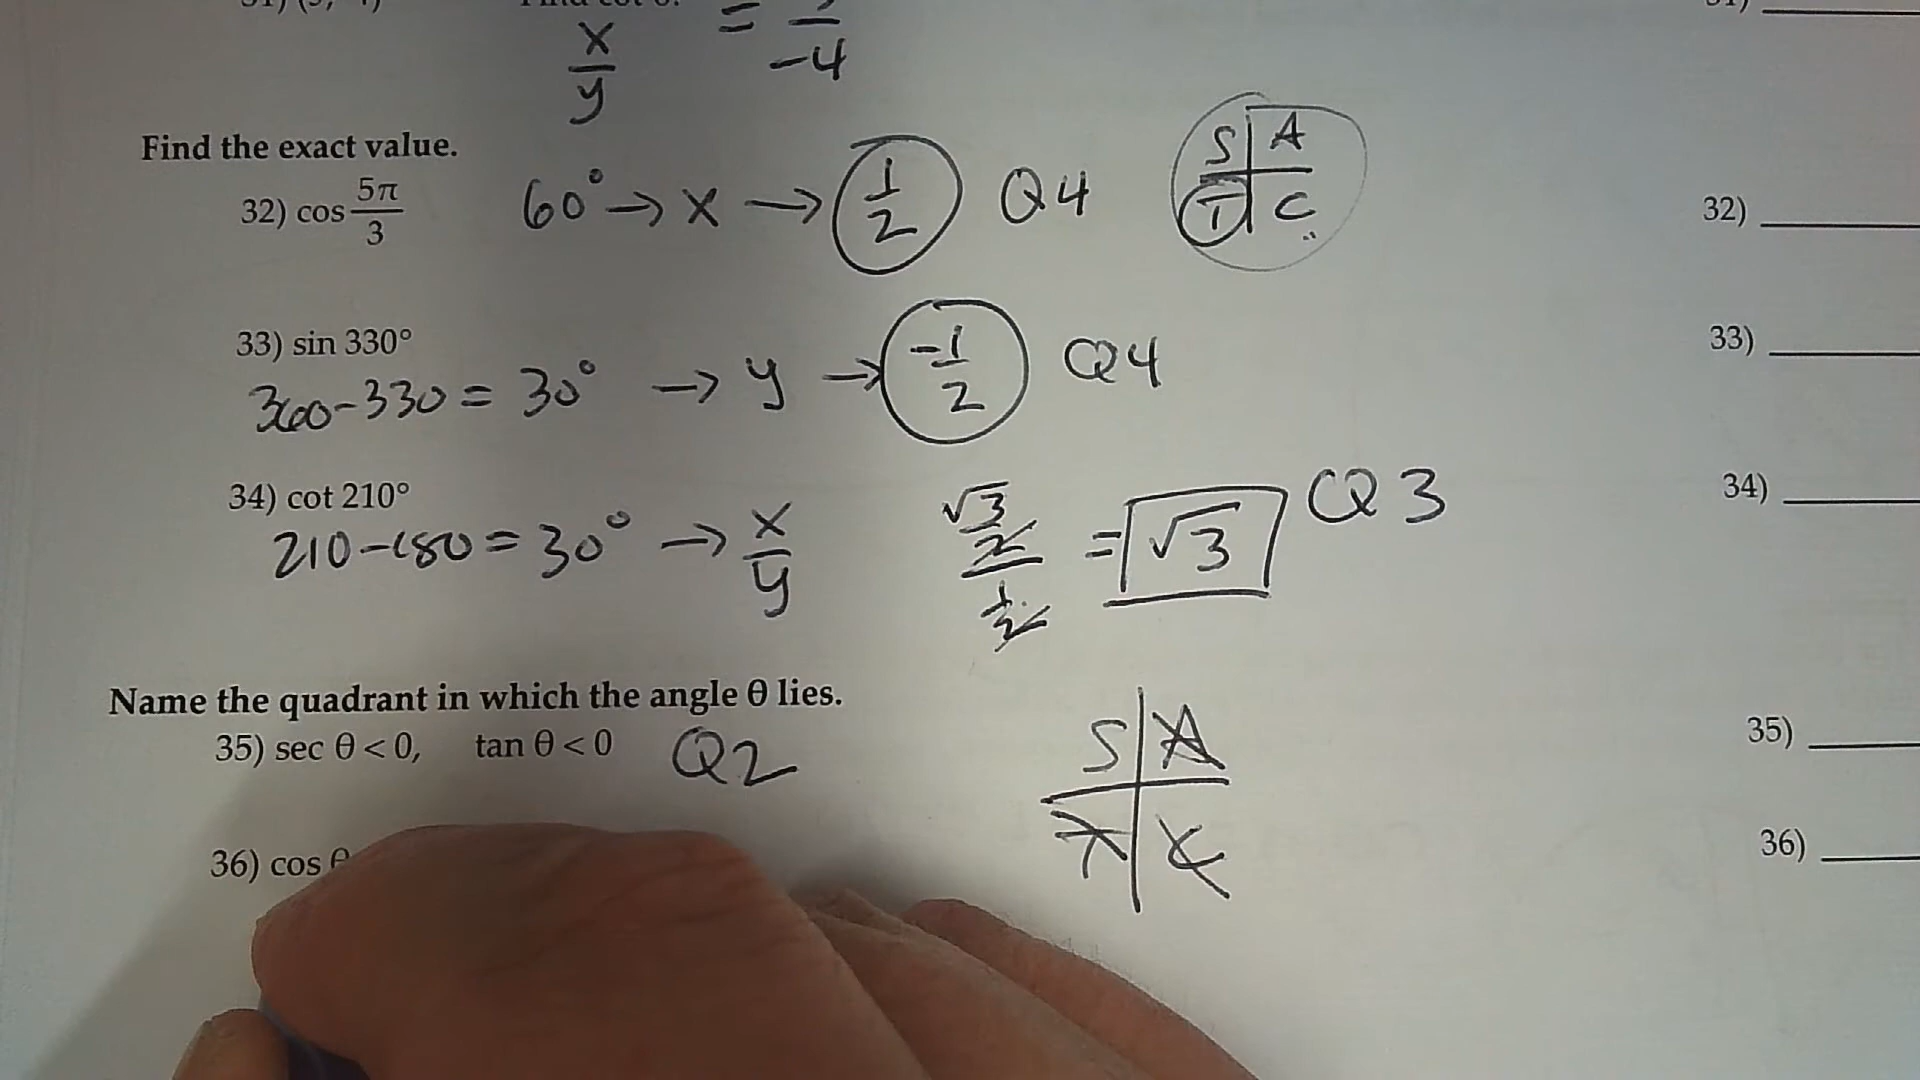 x/y = /-4
Find the exact value.
32) cos 5π/3 60° → x → 1/2 Q4 S A T C 32)
33) sin 330° 33)
360-330 = 30° → y → -1/2 Q4
34) cot 210° 34)
210-180 = 30° → x/y √3/2 / 1/2 = √3 Q3
Name the quadrant in which the angle θ lies.
35) sec θ < 0, tan θ < 0 Q2 S A T C 35)
36) cos θ 36)